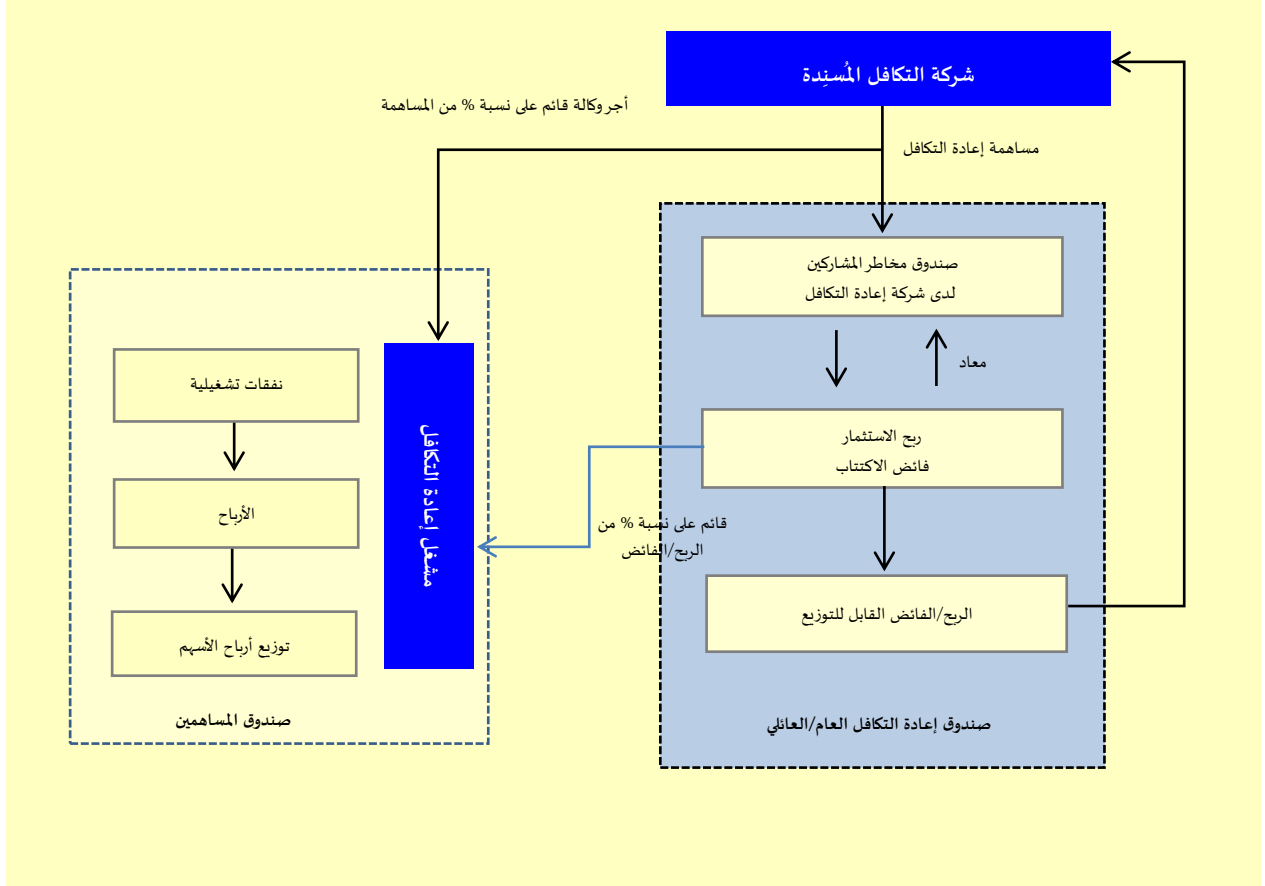 شركة التكافل المُسنِدة
أجر وكالة قائم على نسبة % من المساهمة
مساهمة إعادة التكافل
صندوق مخاطر المشاركين
لدى شركة إعادة التكافل
معاد
ربح الاستثمار
فائض الاكتتاب
قائم على نسبة % من
الربح/الفائض
الربح/الفائض القابل للتوزيع
صندوق إعادة التكافل العام/العائلي
مشغل إعادة التكافل
نفقات تشغيلية
الأرباح
توزيع أرباح الأسهم
صندوق المساهمين